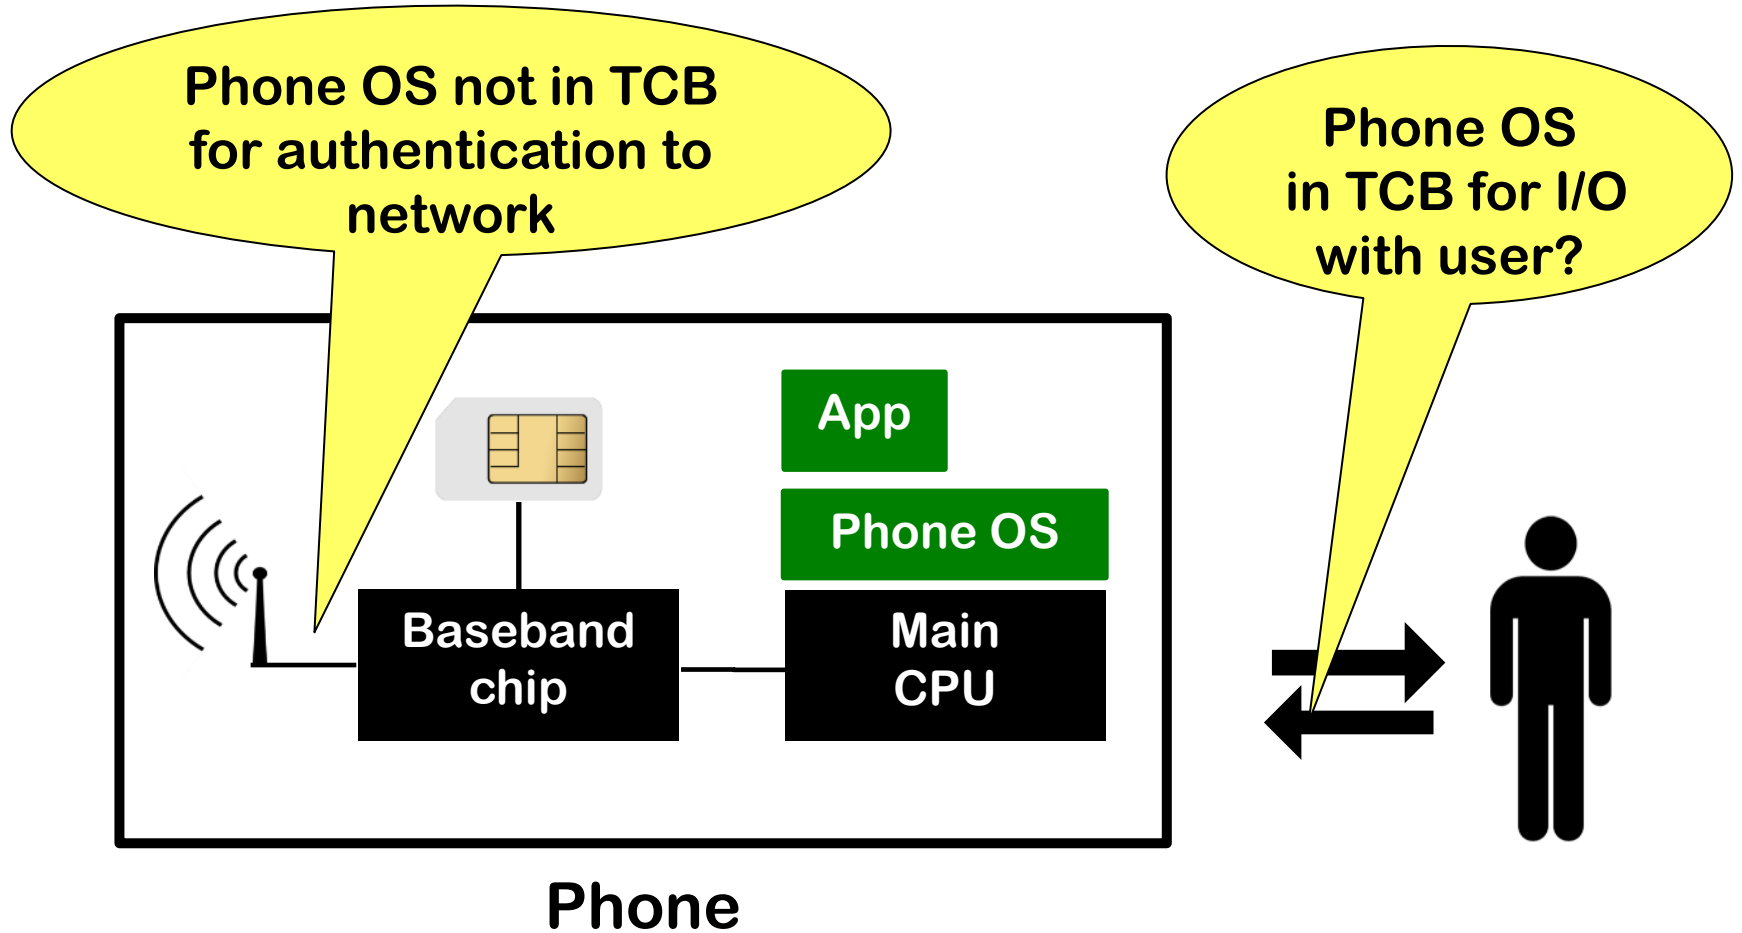 Phone OS not in TCB
for authentication to
network
Phone OS
in TCB for I/O
with user?
App
Phone OS
Baseband
chip
Main
CPU
Phone